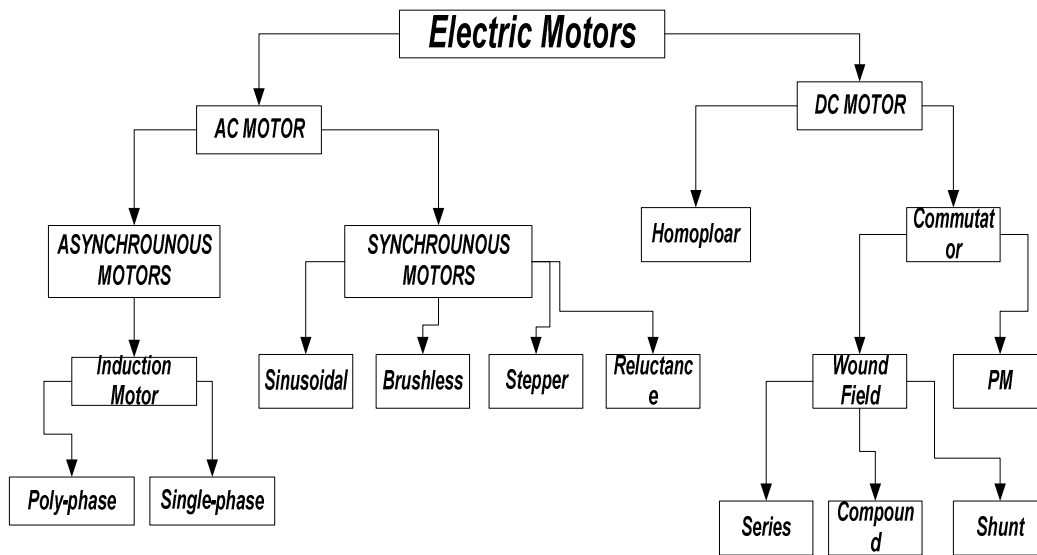 Electric Motors
AC MOTOR
DC MOTOR
ASYNCHROUNOUS
MOTORS
SYNCHROUNOUS
MOTORS
Homoploar
Commutat
or
Induction
Motor
Sinusoidal
Brushless
Stepper
Reluctanc
e
Wound
Field
PM
Poly-phase
Single-phase
Series
Compoun
d
Shunt